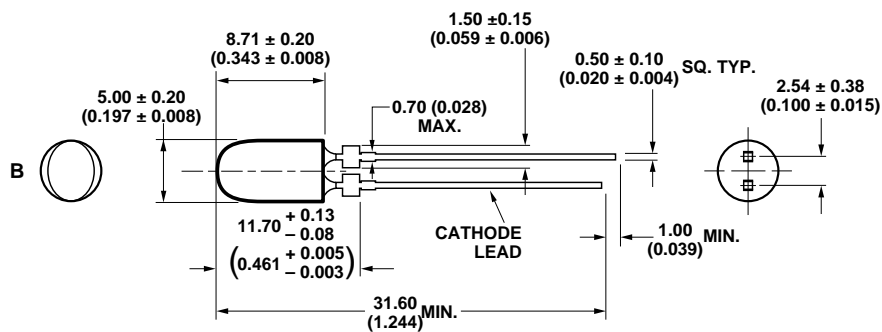 1.50 ±0.15
(0.059 ± 0.006)
8.71 ± 0.20
(0.343 ± 0.008)
0.50 ± 0.10
(0.020 ± 0.004)
SQ. TYP.
2.54 ± 0.38
(0.100 ± 0.015)
5.00 ± 0.20
(0.197 ± 0.008)
0.70 (0.028)
MAX.
B
11.70 + 0.13
– 0.08
(0.461 + 0.005
– 0.003)
CATHODE
LEAD
1.00
(0.039)
MIN.
31.60
(1.244)
MIN.